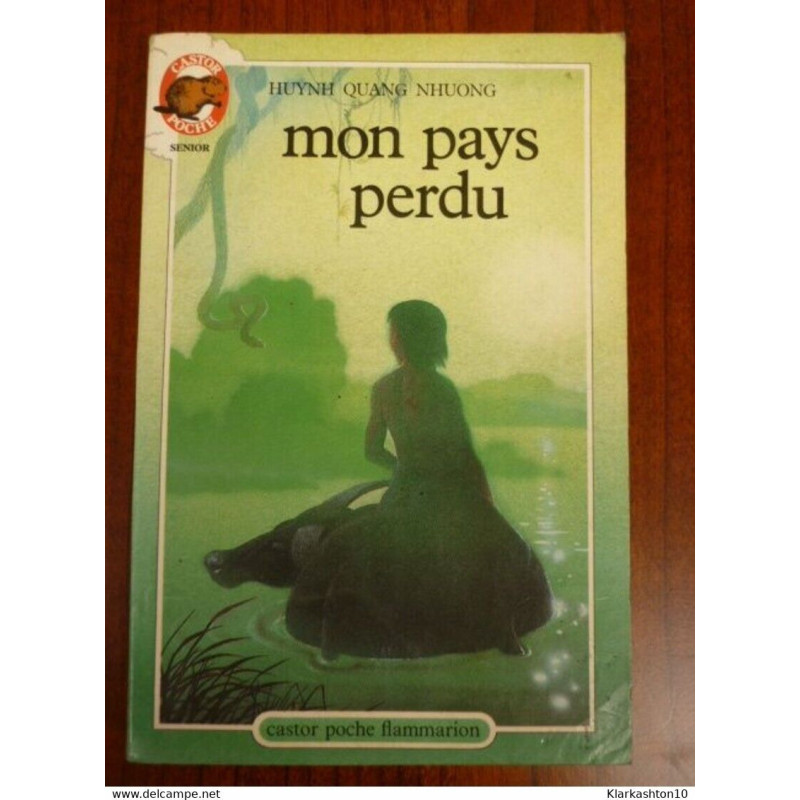 CASTOR
POCHE
SENIOR
HUYNH QUANG NHUONG
mon pays
perdu
castor poche flammarion
www.delcampe.net
Klarkashton10